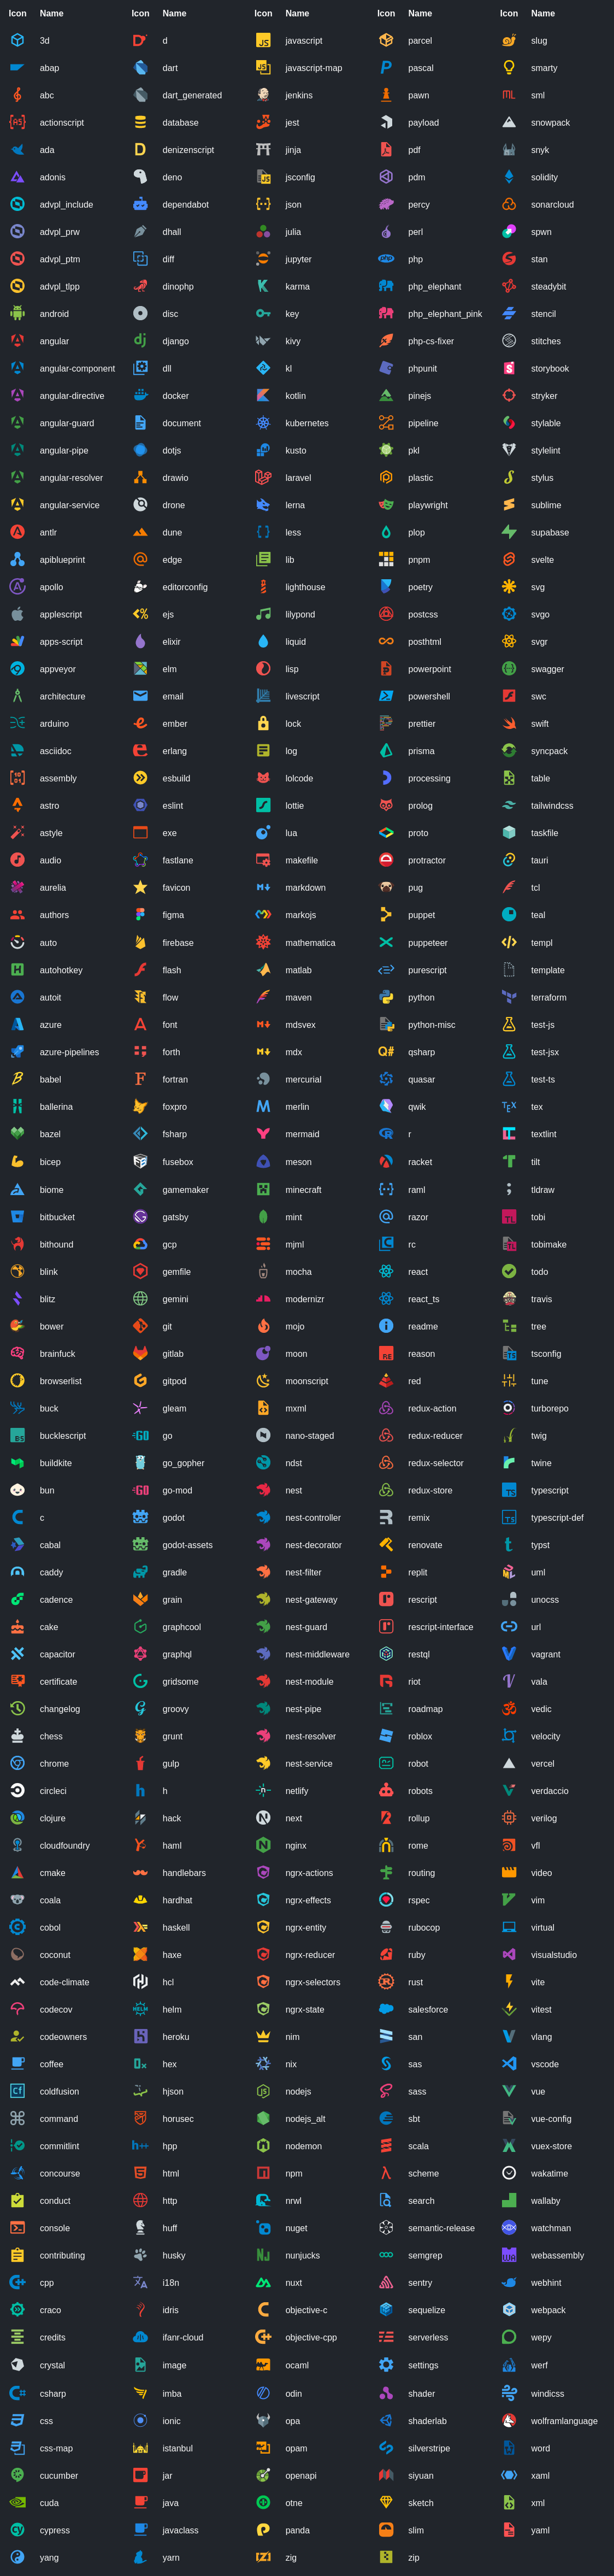 Icon Name Icon Name Icon Name Icon Name Icon Name
3d d javascript parcel slug
abap dart javascript-map pascal smarty
abc dart_generated jenkins pawn sml
actionscript database jest payload snowpack
ada denizenscript jinja pdf snyk
adonis deno jsconfig pdm solidity
advpl_include dependabot json percy sonarcloud
advpl_prw dhall julia perl spwn
advpl_ptm diff jupyter php stan
advpl_tlpp dinophp karma php_elephant steadybit
android disc key php_elephant_pink stencil
angular django kivy php-cs-fixer stitches
angular-component dll kl phpunit storybook
angular-directive docker kotlin pinejs stryker
angular-guard document kubernetes pipeline stylable
angular-pipe dotjs kusto pkl stylelint
angular-resolver drawio laravel plastic stylus
angular-service drone lerna playwright sublime
antlr dune less plop supabase
apiblueprint edge lib pnpm svelte
apollo editorconfig lighthouse poetry svg
applescript ejs lilypond postcss svgo
apps-script elixir liquid posthtml svgr
appveyor elm lisp powerpoint swagger
architecture email livescript powershell swc
arduino ember lock prettier swift
asciidoc erlang log prisma syncpack
assembly esbuild lolcode processing table
astro eslint lottie prolog tailwindcss
astyle exe lua proto taskfile
audio fastlane makefile protractor tauri
aurelia favicon markdown pug tcl
authors figma markojs puppet teal
auto firebase mathematica puppeteer templ
autohotkey flash matlab purescript template
autoit flow maven python terraform
azure font mdsvex python-misc test-js
azure-pipelines forth mdx qsharp test-jsx
babel fortran mercurial quasar test-ts
ballerina foxpro merlin qwik tex
bazel fsharp mermaid r textlint
bicep fusebox meson racket tilt
biome gamemaker minecraft raml tldraw
bitbucket gatsby mint razor tobi
bithound gcp mjml rc tobimake
blink gemfile mocha react todo
blitz gemini modernizr react_ts travis
bower git mojo readme tree
brainfuck gitlab moon reason tsconfig
browserlist gitpod moonscript red tune
buck gleam mxml redux-action turborepo
bucklescript go nano-staged redux-reducer twig
buildkite go_gopher ndst redux-selector twine
bun go-mod nest redux-store typescript
c godot nest-controller remix typescript-def
cabal godot-assets nest-decorator renovate typst
caddy gradle nest-filter replit uml
cadence grain nest-gateway rescript unocss
cake graphcool nest-guard rescript-interface url
capacitor graphql nest-middleware restql vagrant
certificate gridsome nest-module riot vala
changelog groovy nest-pipe roadmap vedic
chess grunt nest-resolver roblox velocity
chrome gulp nest-service robot vercel
circleci h netlify robots verdaccio
clojure hack next rollup verilog
cloudfoundry haml nginx rome vfl
cmake handlebars ngrx-actions routing video
coala hardhat ngrx-effects rspec vim
cobol haskell ngrx-entity rubocop virtual
coconut haxe ngrx-reducer ruby visualstudio
code-climate hcl ngrx-selectors rust vite
codecov helm ngrx-state salesforce vitest
codeowners heroku nim san vlang
coffee hex nix sas vscode
coldfusion hjson nodejs sass vue
command horusec nodejs_alt sbt vue-config
commitlint hpp nodemon scala vuex-store
concourse html npm scheme wakatime
conduct http nrwl search wallaby
console huff nuget semantic-release watchman
contributing husky nunjucks semgrep webassembly
cpp i18n nuxt sentry webhint
craco idris objective-c sequelize webpack
credits ifanr-cloud objective-cpp serverless wepy
crystal image ocaml settings werf
csharp imba odin shader windicss
css ionic opa shaderlab wolframlanguage
css-map istanbul opam silverstripe word
cucumber jar openapi siyuan xaml
cuda java otne sketch xml
cypress javaclass panda slim yaml
yang yarn zig zip